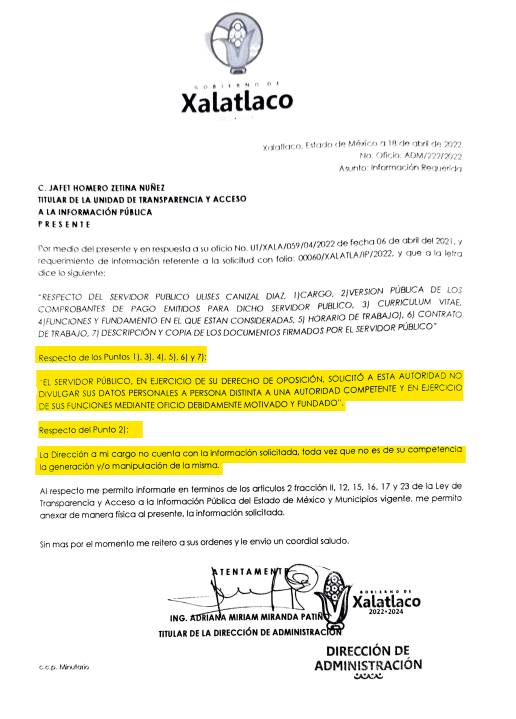 GOBIERNO DE
Xalatlaco
Xalatlaco, Estado de México a 18 de abril de 2022
No. Oficio: ADM/222/2022
Asunto: Información Requerida
C. JAFET HOMERO ZETINA NUÑEZ
TITULAR DE LA UNIDAD DE TRANSPARENCIA Y ACCESO
A LA INFORMACIÓN PÚBLICA
P R E S E N T E
Por medio del presente y en respuesta a su oficio No. UT/XALA/059/04/2022 de fecha 06 de abril del 2021, y
requerimiento de información referente a la solicitud con folio: 00060/XALATLA/IP/2022, y que a la letra
dice lo siguiente:
"RESPECTO DEL SERVIDOR PUBLICO ULISES CANIZAL DIAZ, 1)CARGO, 2)VERSION PÚBLICA DE LOS
COMPROBANTES DE PAGO EMITIDOS PARA DICHO SERVIDOR PUBLICO, 3) CURRICULUM VITAE,
4)FUNCIONES Y FUNDAMENTO EN EL QUE ESTAN CONSIDERADAS, 5) HORARIO DE TRABAJO), 6) CONTRATO
DE TRABAJO, 7) DESCRIPCIÓN Y COPIA DE LOS DOCUMENTOS FIRMADOS POR EL SERVIDOR PÚBLICO"
Respecto de los Puntos 1), 3), 4), 5), 6) y 7):
"EL SERVIDOR PÚBLICO, EN EJERCICIO DE SU DERECHO DE OPOSICIÓN, SOLICITÓ A ESTA AUTORIDAD NO
DIVULGAR SUS DATOS PERSONALES A PERSONA DISTINTA A UNA AUTORIDAD COMPETENTE Y EN EJERCICIO
DE SUS FUNCIONES MEDIANTE OFICIO DEBIDAMENTE MOTIVADO Y FUNDADO".
Respecto del Punto 2):
La Dirección a mi cargo no cuenta con la información solicitada, toda vez que no es de su competencia
la generación y/o manipulación de la misma.
Al respecto me permito informarle en terminos de los articulos 2 fracción II, 12, 15, 16, 17 y 23 de la Ley de
Transparencia y Acceso a la Información Pública del Estado de México y Municipios vigente, me permito
anexar de manera física al presente, la información solicitada.
Sin mas por el momento me reitero a sus ordenes y le envío un coordial saludo.
A T E N T A M E N T E
ING. ADRIANA MIRIAM MIRANDA PATIÑO
TITULAR DE LA DIRECCIÓN DE ADMINISTRACIÓN
GOBIERNO DE
Xalatlaco
2022-2024
DIRECCIÓN DE
ADMINISTRACIÓN
c.c.p. Minutario